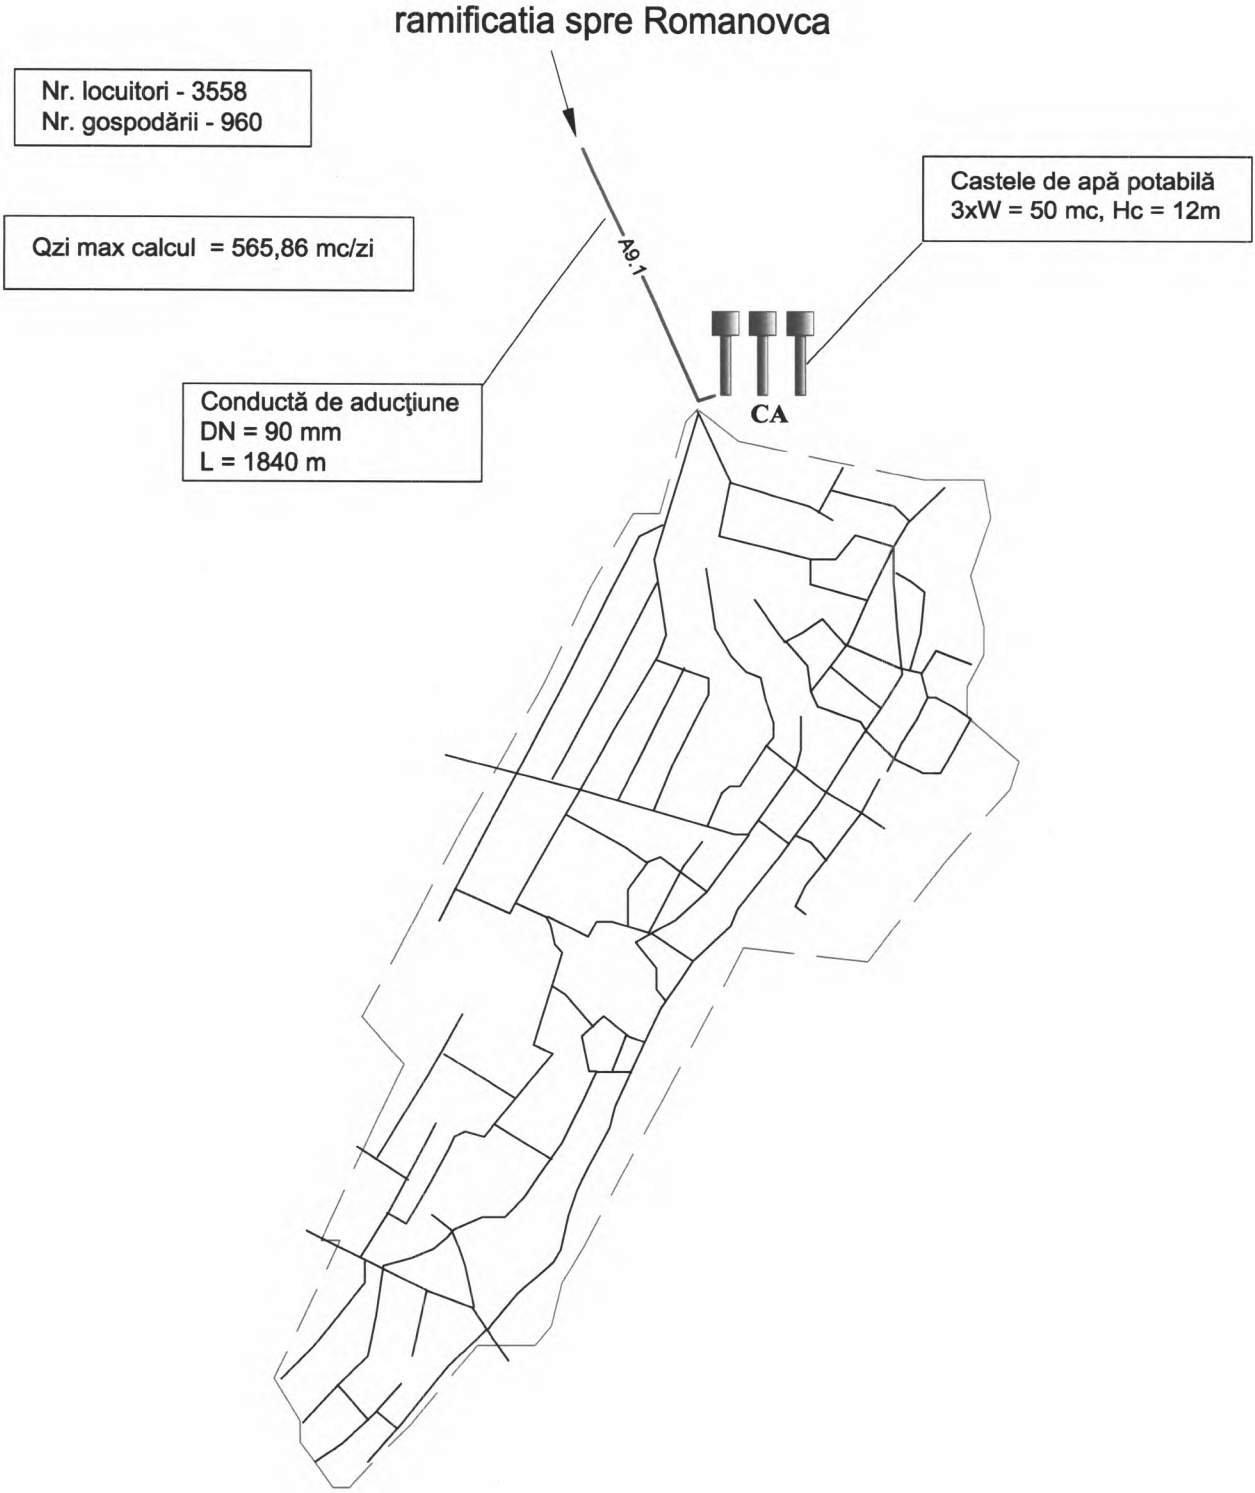 ramificatia spre Romanovca
Nr. locuitori - 3558
Nr. gospodării - 960
Castele de apă potabilă
3xW = 50 mc, Hc = 12m
Qzi max calcul = 565,86 mc/zi
A9.1
Conductă de aducţiune
DN = 90 mm
L = 1840 m
CA